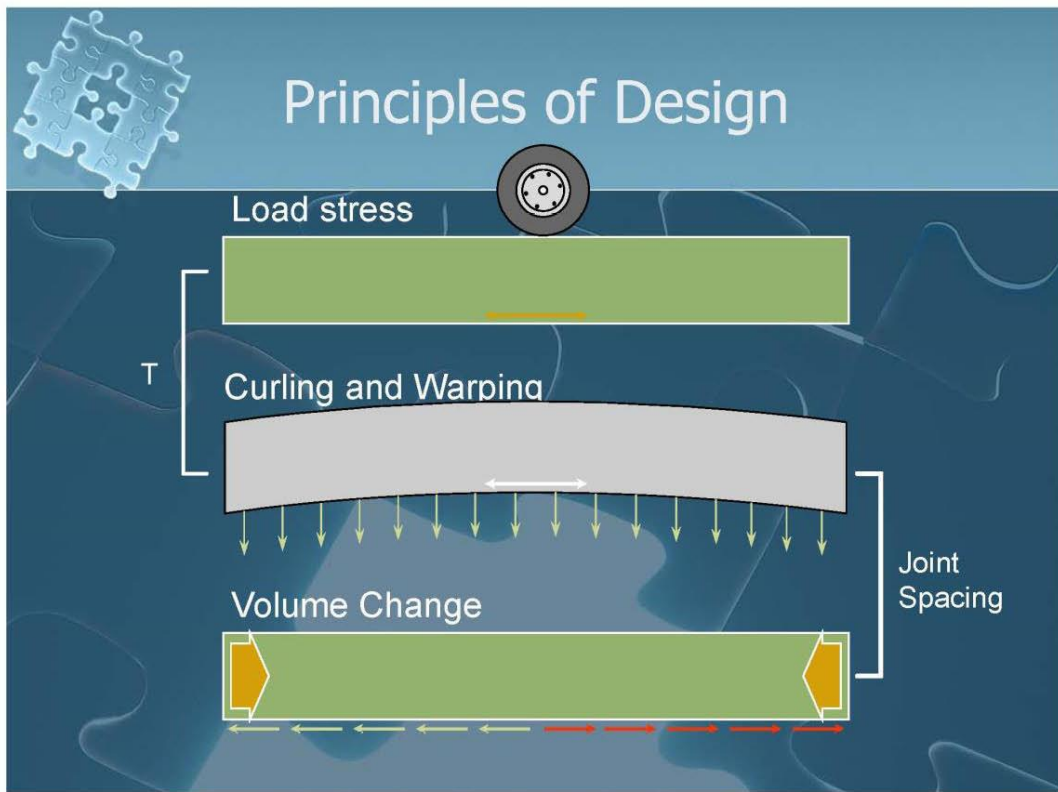 Principles of Design
Load stress
T
Curling and Warping
Joint
Spacing
Volume Change